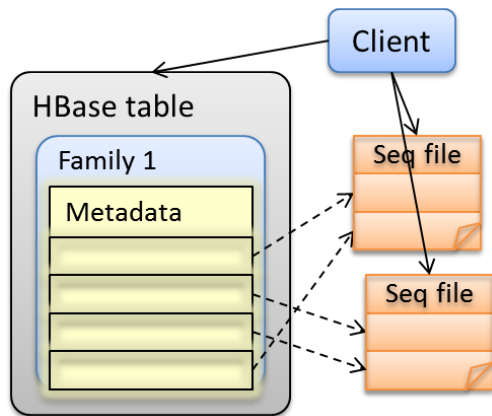 Client
HBase table
Family 1
Metadata
Seq file
Seq file